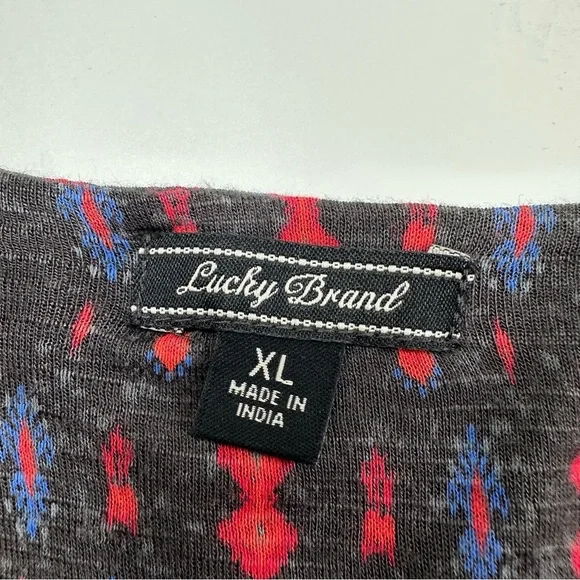 Lucky Brand
XL
MADE IN
INDIA